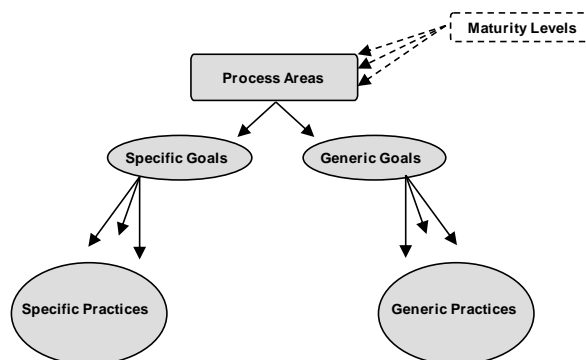 Maturity Levels
Process Areas
Specific Goals
Generic Goals
Specific Practices
Generic Practices